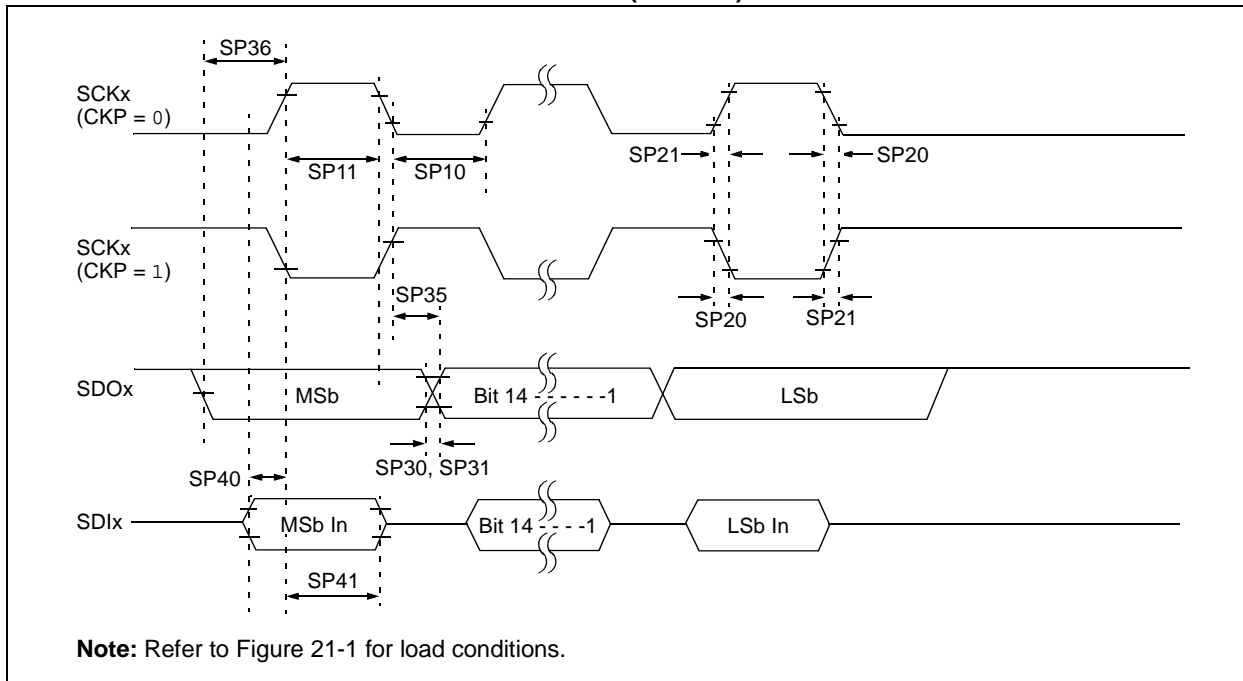 SP36
SCKx
(CKP = 0)
SP11
SP10
SP21
SP20
SCKx
(CKP = 1)
SP35
SP20
SP21
SDOx
MSb
Bit 14 - - - - - -1
LSb
SP30, SP31
SP40
SDIx
MSb In
Bit 14 - - - -1
LSb In
SP41
Note: Refer to Figure 21-1 for load conditions.